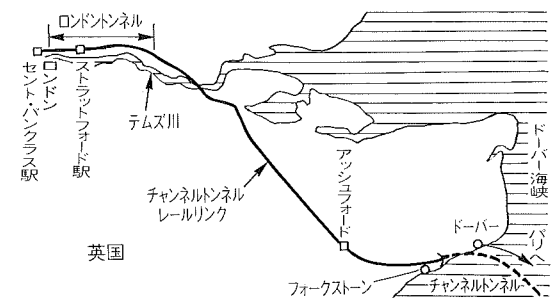 ロンドントンネル
ロンドン
セント・パンクラス駅
ストラットフォード駅
テムズ川
チャンネルトンネル
レールリンク
アッシュフォード
ドーバー海峡
ドーバー
パリへ
英国
フォークストーン
チャンネルトンネル